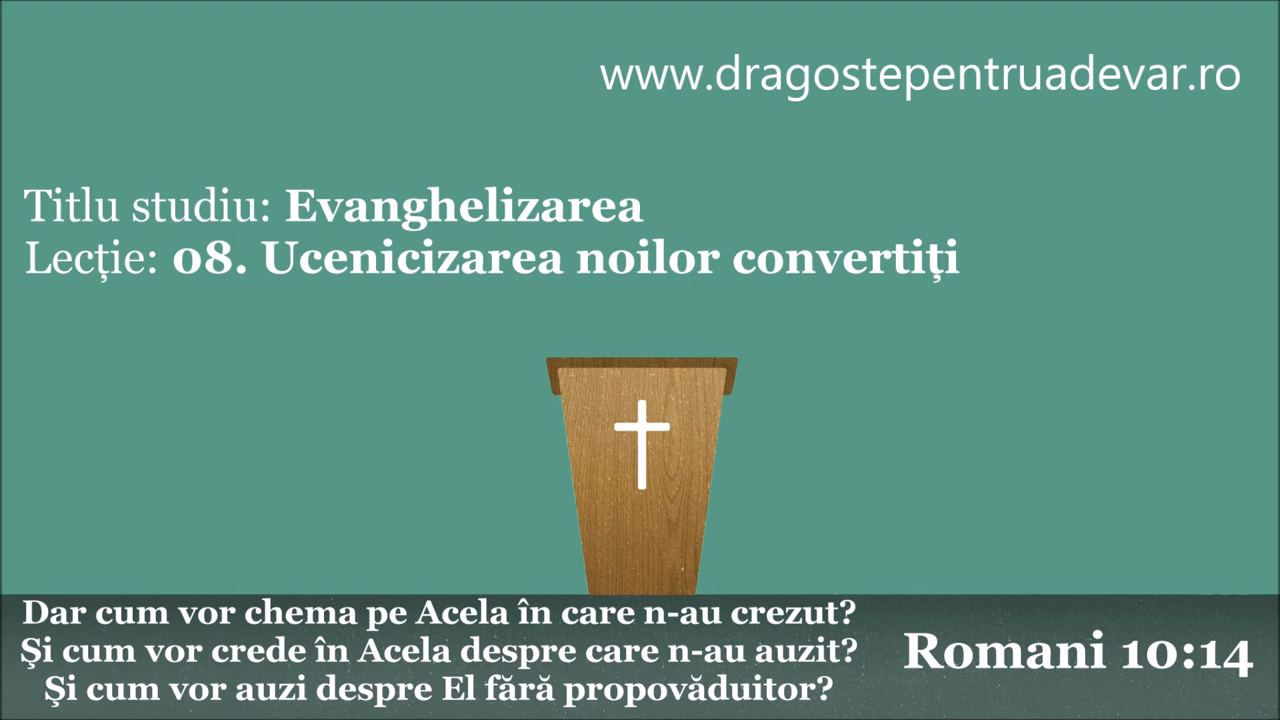 www.dragostepentruadevar.ro
Titlu studiu: Evanghelizarea
Lecție: 08. Ucenicizarea noilor convertiți
Dar cum vor chema pe Acela în care n-au crezut?
Şi cum vor crede în Acela despre care n-au auzit?
Şi cum vor auzi despre El fără propovăduitor?
Romani 10:14